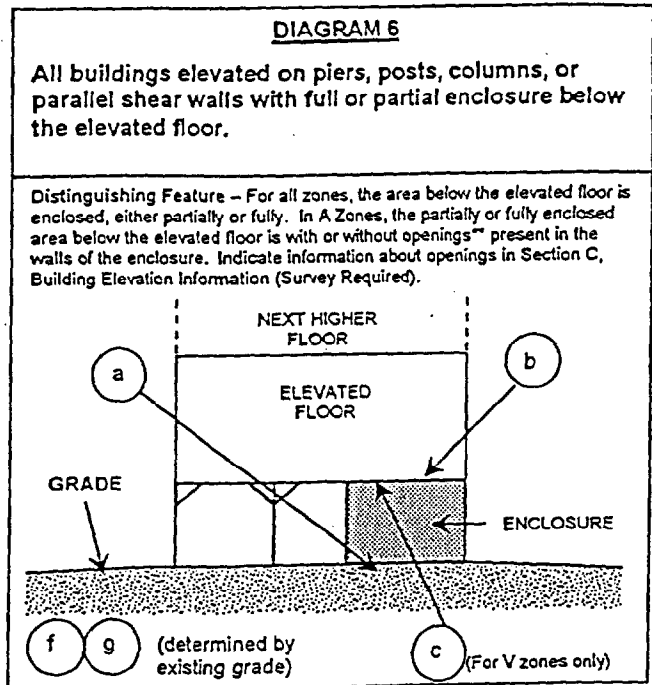 DIAGRAM 6
All buildings elevated on piers, posts, columns, or
parallel shear walls with full or partial enclosure below
the elevated floor.
Distinguishing Feature – For all zones, the area below the elevated floor is
enclosed, either partially or fully. In A Zones, the partially or fully enclosed
area below the elevated floor is with or without openings** present in the
walls of the enclosure. Indicate information about openings in Section C,
Building Elevation Information (Survey Required).
NEXT HIGHER
FLOOR
a
b
ELEVATED
FLOOR
GRADE
ENCLOSURE
f g (determined by
existing grade)
c (For V zones only)